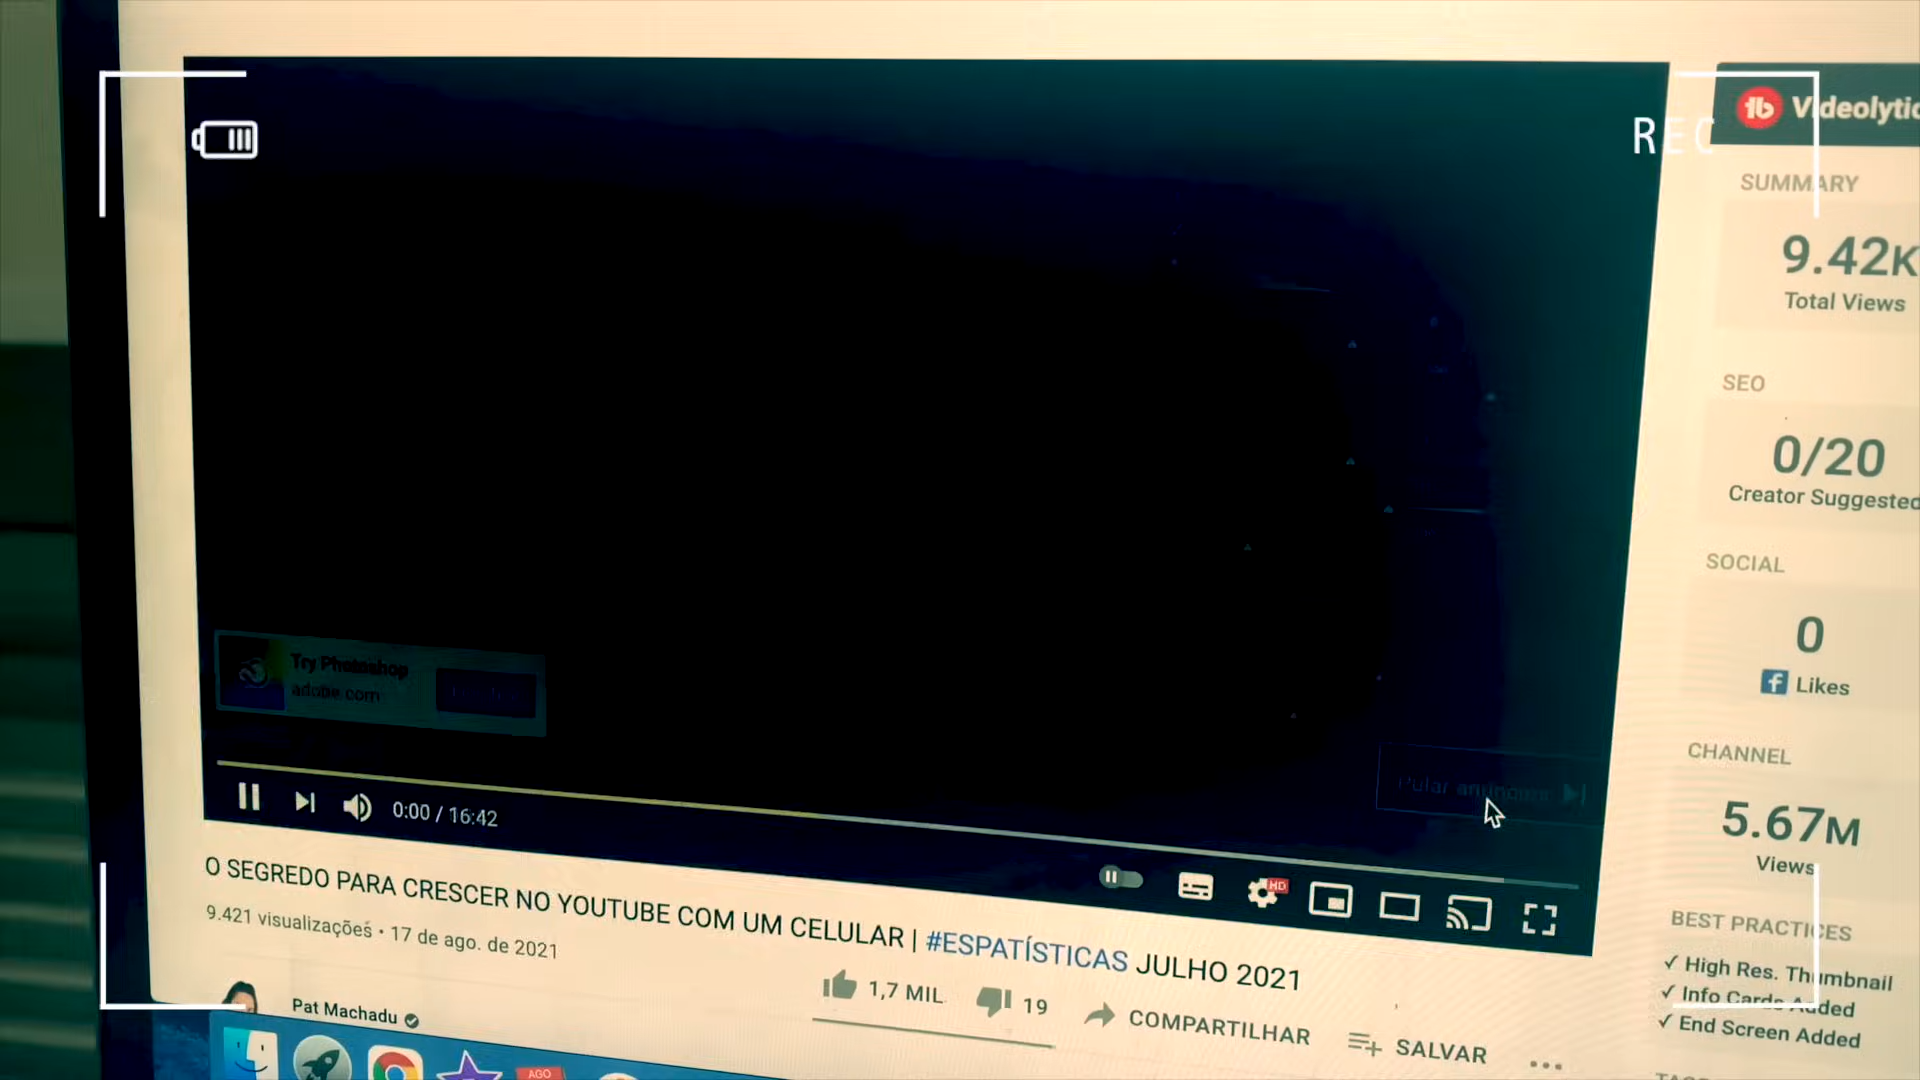 REC
Videolytic
SUMMARY
9.42K
Total Views
SEO
0/20
Creator Suggested
SOCIAL
0
f Likes
CHANNEL
5.67M
Views
BEST PRACTICES
✓ High Res. Thumbnail
✓ Info Cards Added
✓ End Screen Added
Try Photoshop
adobe.com
Pular anúncios
0:00 / 16:42
HD
O SEGREDO PARA CRESCER NO YOUTUBE COM UM CELULAR | #ESPATÍSTICAS JULHO 2021
9.421 visualizações • 17 de ago. de 2021
1,7 MIL
19
COMPARTILHAR
SALVAR
Pat Machadu
AGO